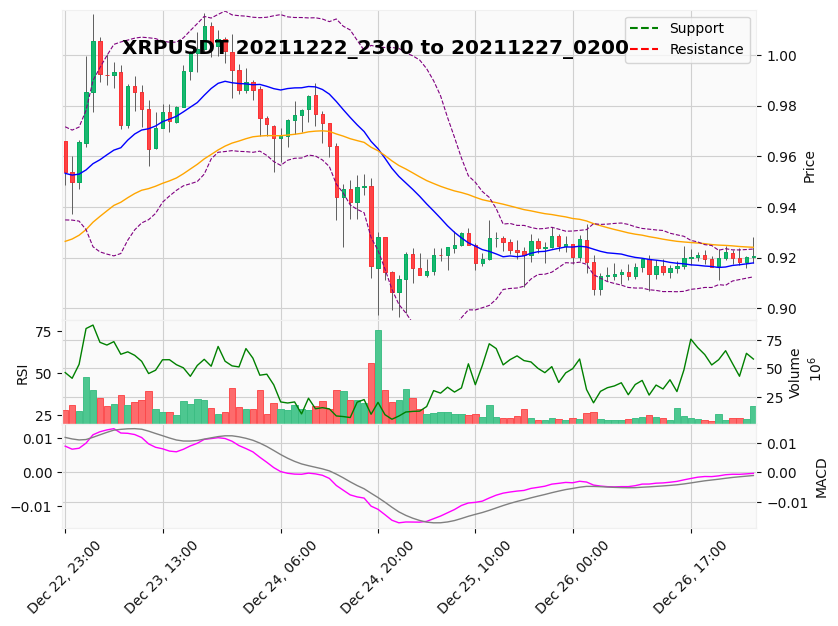 XRPUSDT 20211222_2300 to 20211227_0200
Support
Resistance
1.00
0.98
0.96
0.94
0.92
0.90
Price
75
50
25
RSI
75
50
25
Volume
10^6
0.01
0.00
−0.01
0.01
0.00
−0.01
MACD
Dec 22, 23:00
Dec 23, 13:00
Dec 24, 06:00
Dec 24, 20:00
Dec 25, 10:00
Dec 26, 00:00
Dec 26, 17:00